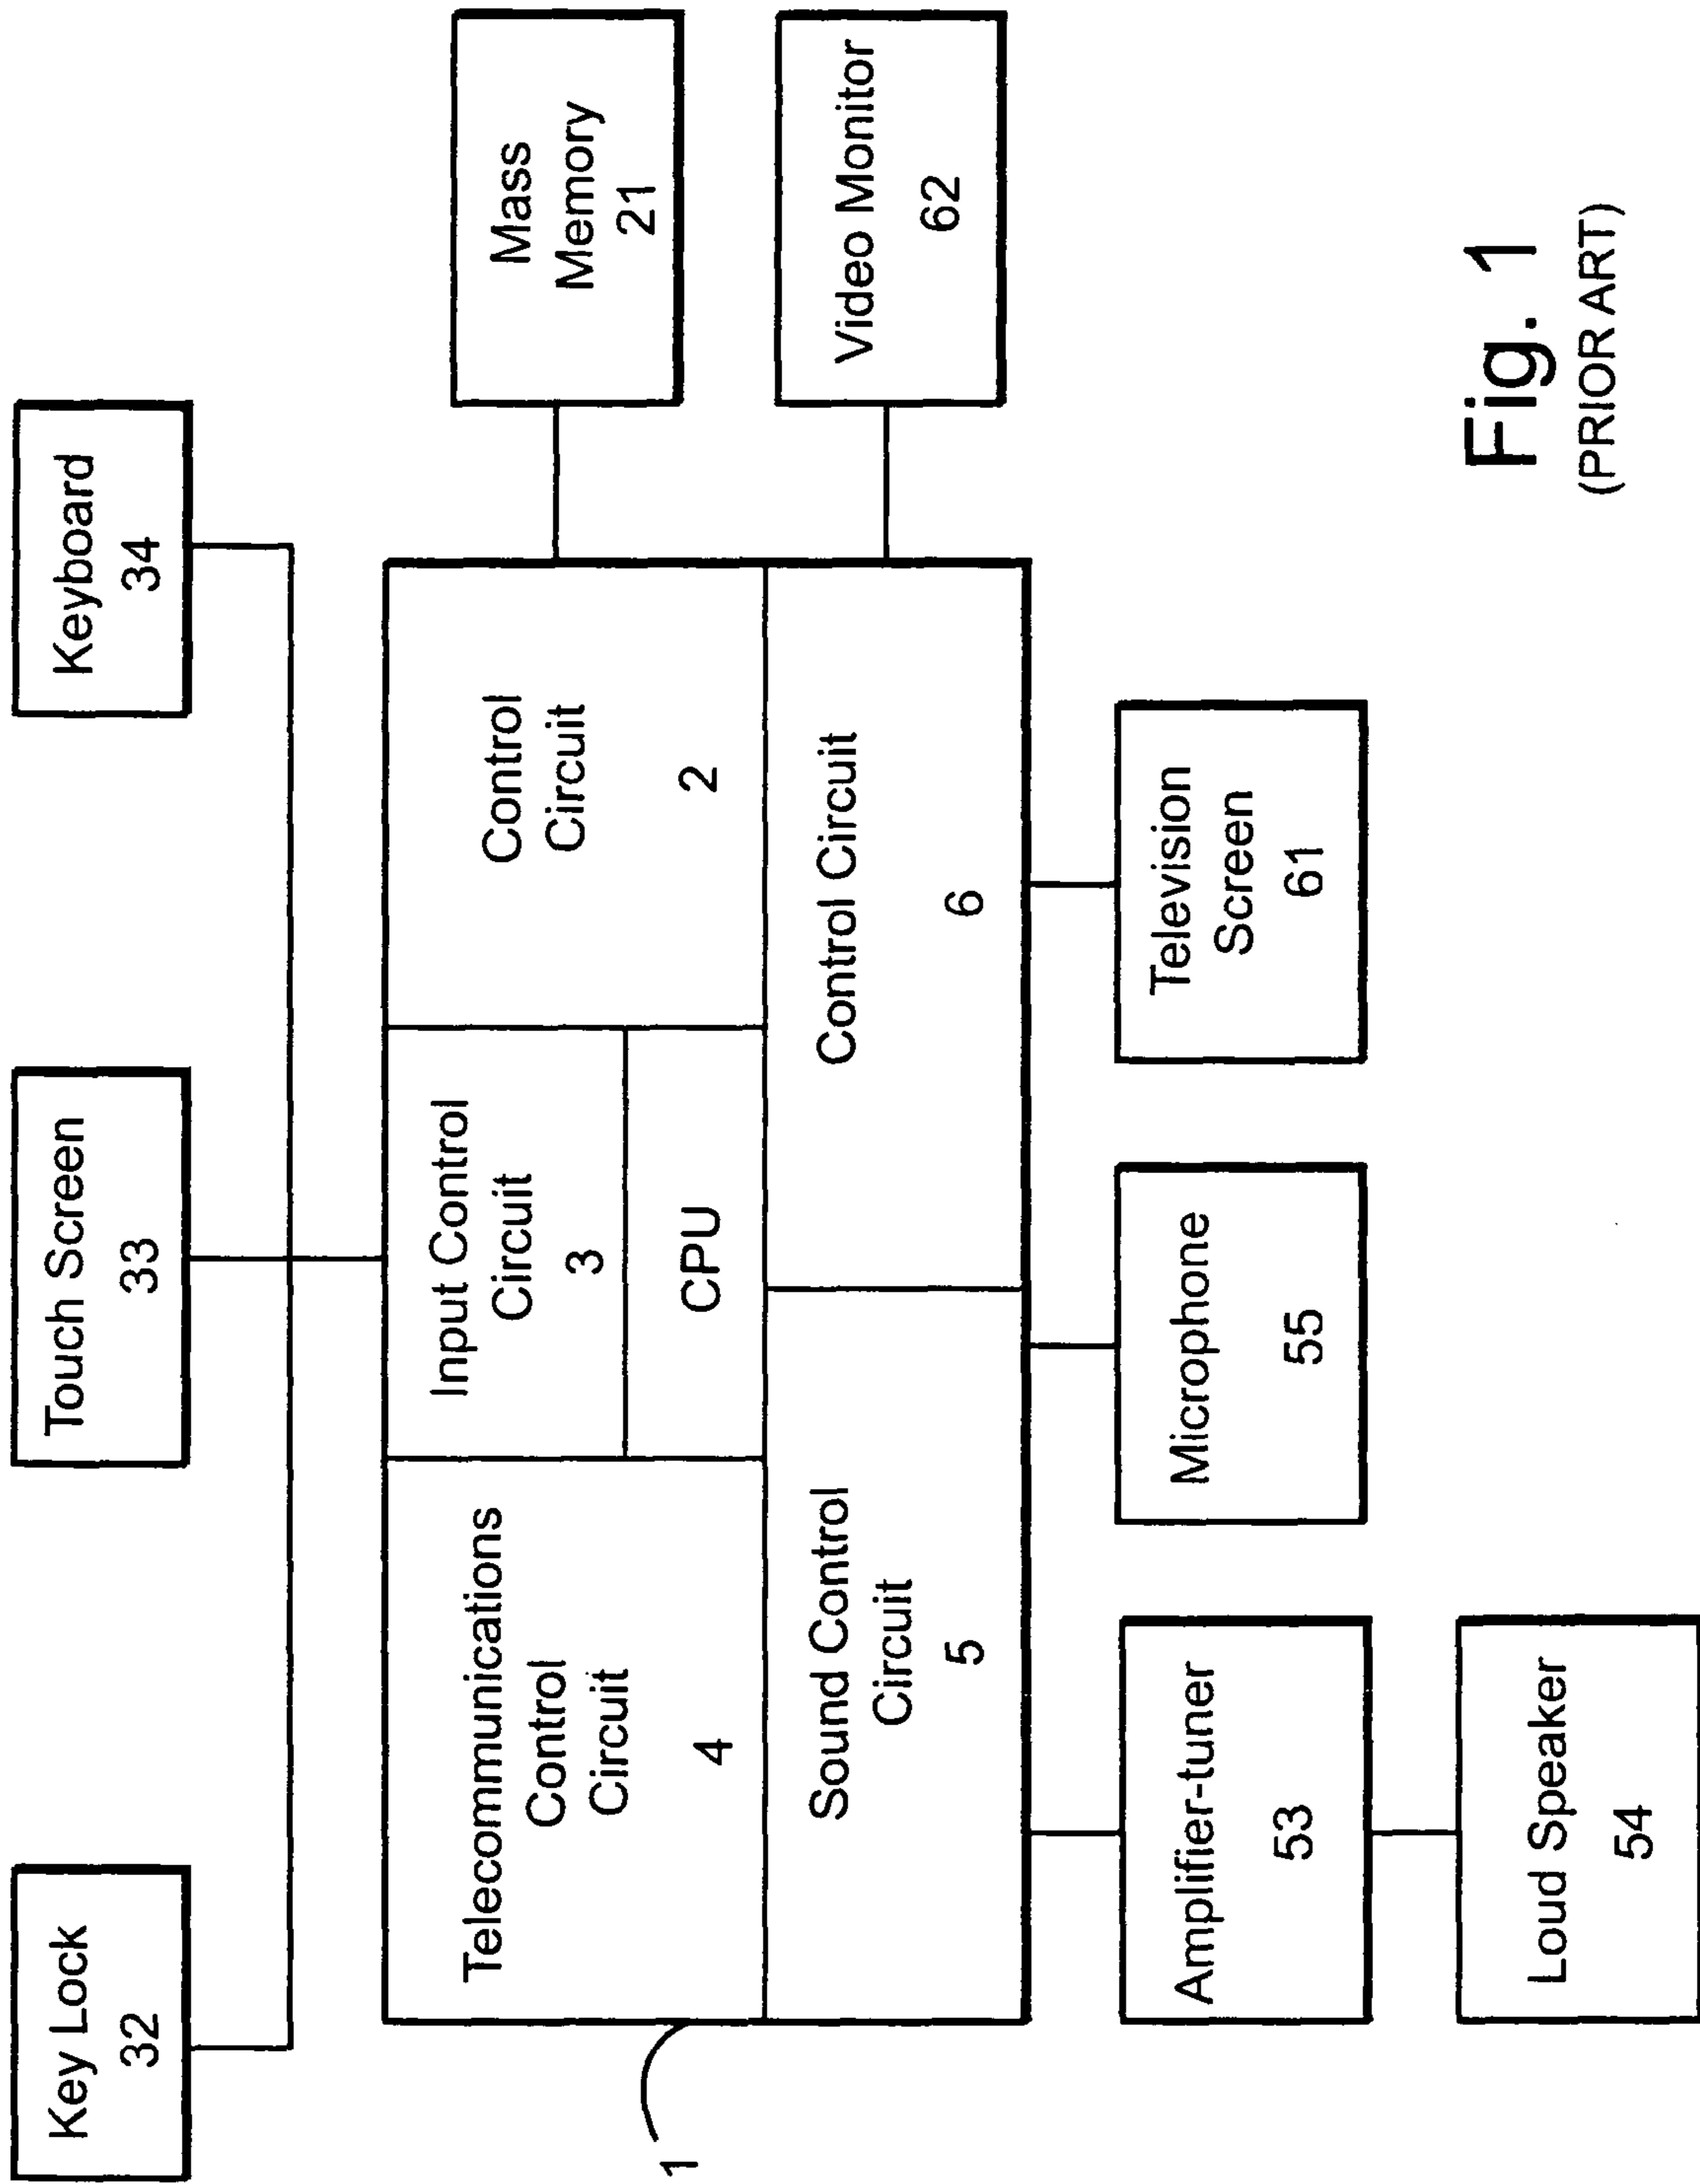 Key Lock
32
Touch Screen
33
Keyboard
34
1
Telecommunications
Control
Circuit
4
Input Control
Circuit
3
CPU
Control
Circuit
2
Mass
Memory
21
Sound Control
Circuit
5
Control Circuit
6
Video Monitor
62
Amplifier-tuner
53
Microphone
55
Television
Screen
61
Loud Speaker
54
Fig. 1
(PRIOR ART)